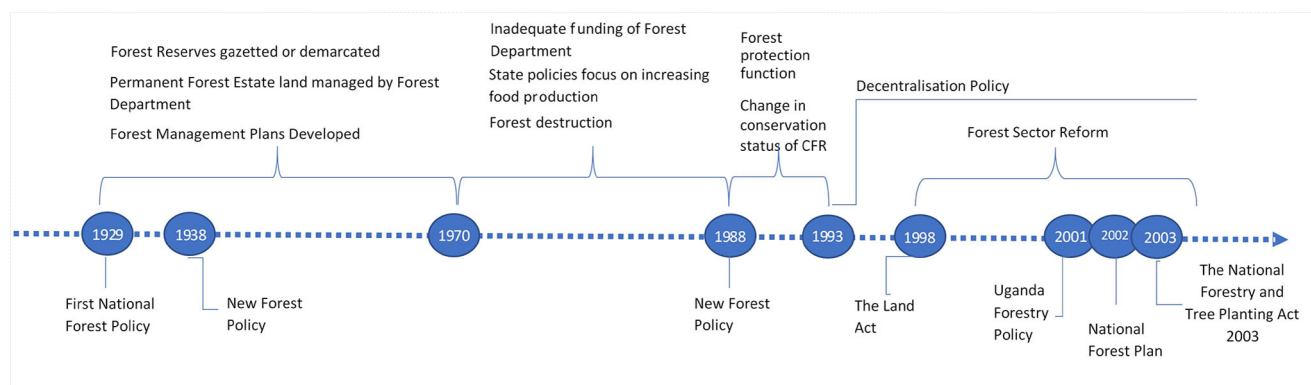 Forest Reserves gazetted or demarcated
Permanent Forest Estate land managed by Forest
Department
Forest Management Plans Developed
Inadequate funding of Forest
Department
State policies focus on increasing
food production
Forest destruction
Forest
protection
function
Change in
conservation
status of CFR
Decentralisation Policy
Forest Sector Reform
1929
1938
1970
1988
1993
1998
2001
2002
2003
First National
Forest Policy
New Forest
Policy
New Forest
Policy
The Land
Act
Uganda
Forestry
Policy
National
Forest Plan
The National
Forestry and
Tree Planting Act
2003